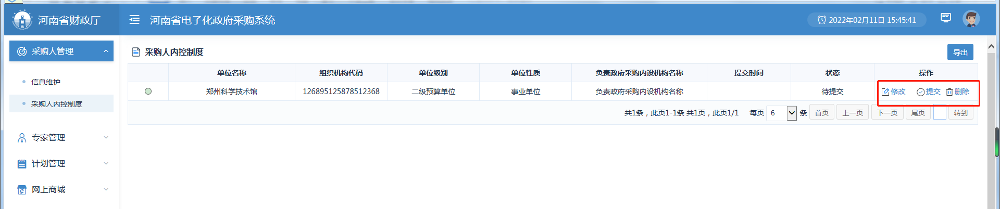 河南省财政厅
河南省电子化政府采购系统
2022年02月11日 15:45:41
采购人管理
信息维护
采购人内控制度
专家管理
计划管理
网上商城
采购人内控制度
导出
单位名称 组织机构代码 单位级别 单位性质 负责政府采购内设机构名称 提交时间 状态 操作
郑州科学技术馆 126895125878512368 二级预算单位 事业单位 负责政府采购内设机构名称 待提交 修改 提交 删除
共1条，此页1-1条 共1页，此页1/1 每页 6 条 首页 上一页 下一页 尾页 转到